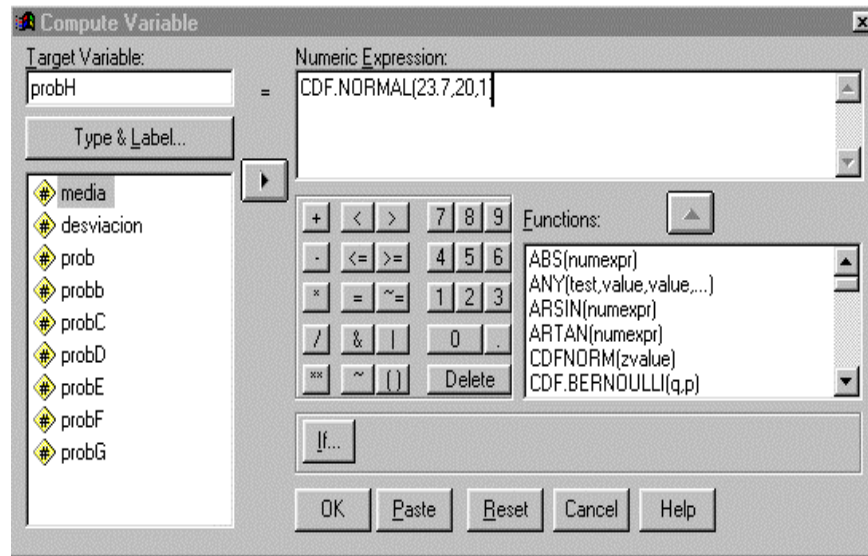 Compute Variable
Target Variable:
probH
=
Numeric Expression:
CDF.NORMAL(23.7,20,1)
Type & Label...
media
desviacion
prob
probb
probC
probD
probE
probF
probG
+ < > 7 8 9
- <= >= 4 5 6
* = ~= 1 2 3
/ & | 0 .
** ~ () Delete
Functions:
ABS(numexpr)
ANY(test,value,value,...)
ARSIN(numexpr)
ARTAN(numexpr)
CDFNORM(zvalue)
CDF.BERNOULLI(q,p)
If...
OK Paste Reset Cancel Help